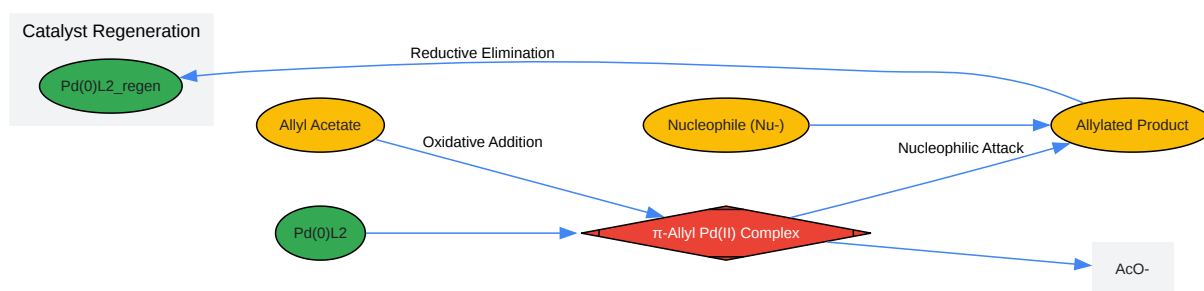 Catalyst Regeneration
Pd(0)L2_regen
Reductive Elimination
Allyl Acetate
Oxidative Addition
Nucleophile (Nu-)
Allylated Product
Nucleophilic Attack
Pd(0)L2
π-Allyl Pd(II) Complex
AcO-